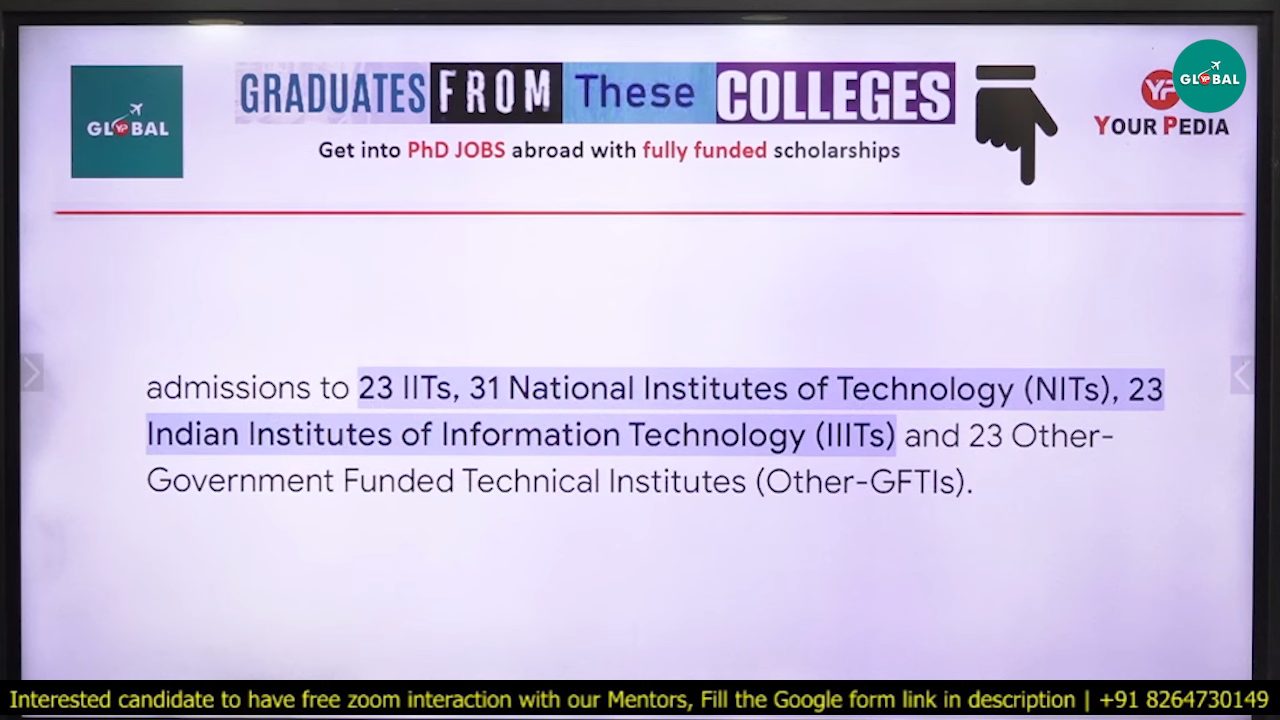 GRADUATES FROM These COLLEGES
Get into PhD JOBS abroad with fully funded scholarships
GLYPBAL
YP
YOUR PEDIA
GLYPBAL
admissions to 23 IITs, 31 National Institutes of Technology (NITs), 23
Indian Institutes of Information Technology (IIITs) and 23 Other-
Government Funded Technical Institutes (Other-GFTIs).
Interested candidate to have free zoom interaction with our Mentors, Fill the Google form link in description | +91 8264730149